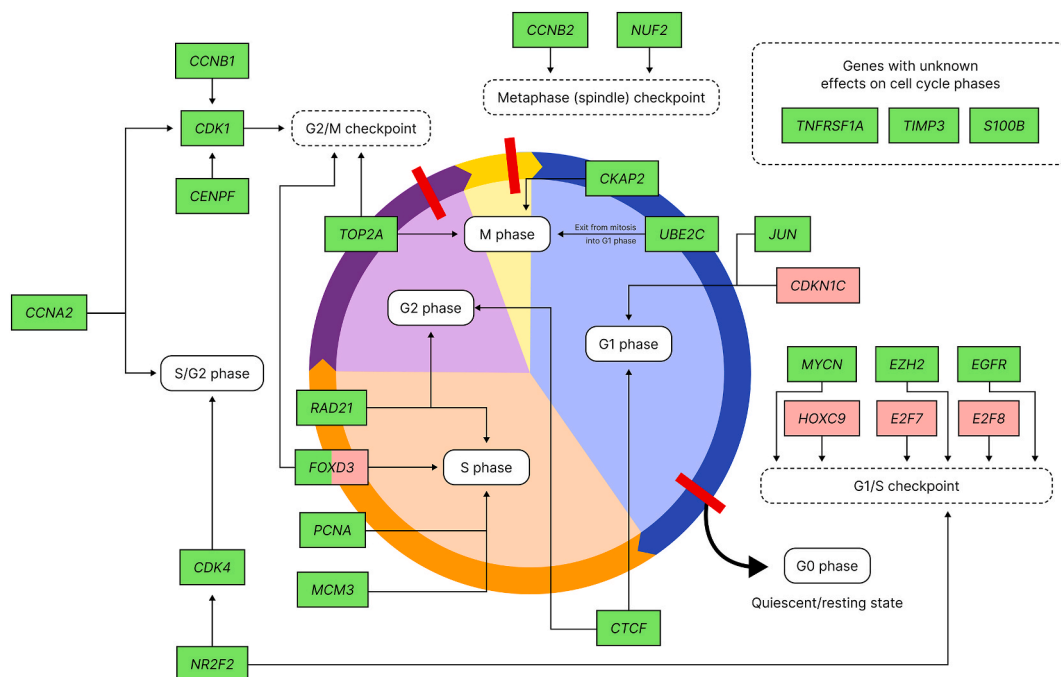 CCNB1
CCNB2
NUF2
Genes with unknown
effects on cell cycle phases
TNFRSF1A
TIMP3
S100B
Metaphase (spindle) checkpoint
CDK1
G2/M checkpoint
CENPF
CKAP2
TOP2A
M phase
Exit from mitosis
into G1 phase
UBE2C
JUN
CDKN1C
CCNA2
G2 phase
G1 phase
S/G2 phase
MYCN
EZH2
EGFR
RAD21
HOXC9
E2F7
E2F8
FOXD3
S phase
G1/S checkpoint
PCNA
CDK4
G0 phase
MCM3
Quiescent/resting state
CTCF
NR2F2